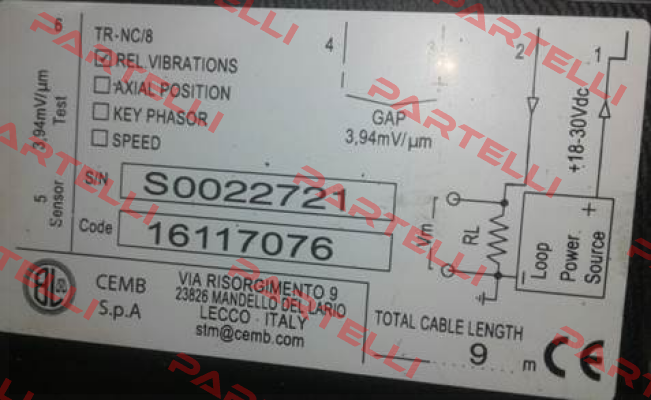 TR-NC/8
REL. VIBRATIONS
AXIAL POSITION
KEY PHASOR
SPEED
6
3,94mV/µm
Test
5
Sensor
S/N S0022721
Code 16117076
CEMB
S.p.A
VIA RISORGIMENTO 9
23826 MANDELLO DEL LARIO
LECCO - ITALY
stm@cemb.com
4
3
2
1
GAP
3,94mV/µm
+18-30Vdc
Vm
RL
- +
Loop
Power
Source
TOTAL CABLE LENGTH
9 m
CE
PARTELLI
PARTELLI
PARTELLI
PARTELLI
PARTELLI
PARTELLI